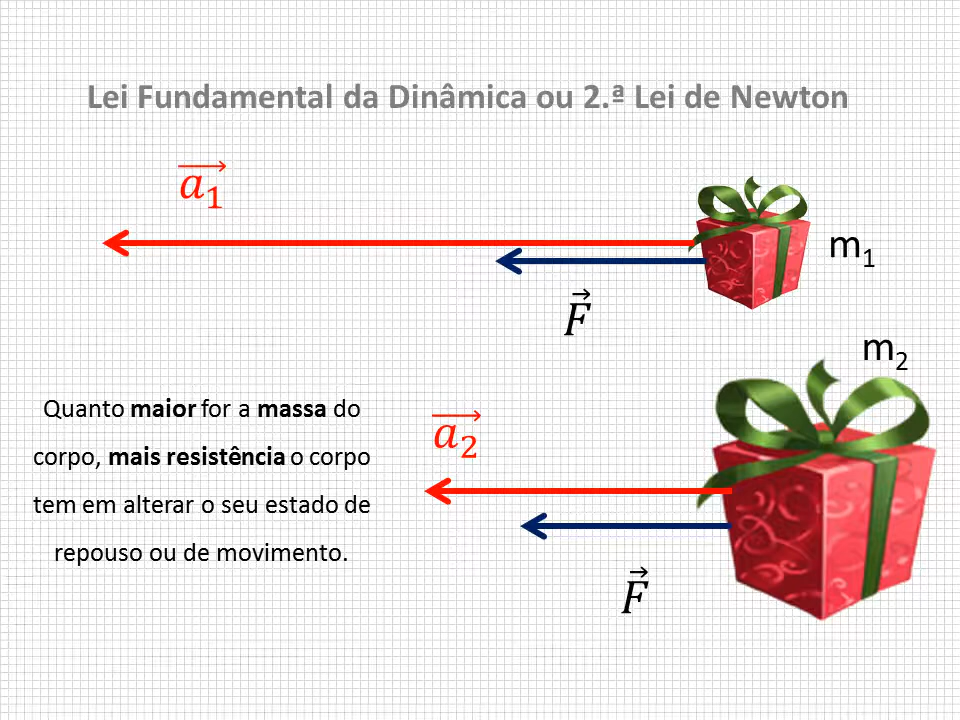 Lei Fundamental da Dinâmica ou 2.ª Lei de Newton
a₁
m₁
F
m₂
Quanto maior for a massa do
corpo, mais resistência o corpo
tem em alterar o seu estado de
repouso ou de movimento.
a₂
F